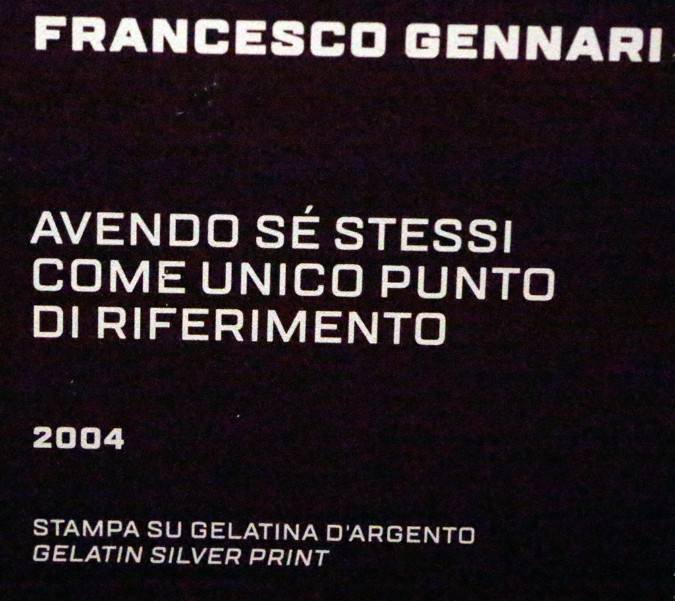 FRANCESCO GENNARI
AVENDO SÉ STESSI
COME UNICO PUNTO
DI RIFERIMENTO
2004
STAMPA SU GELATINA D'ARGENTO
GELATIN SILVER PRINT